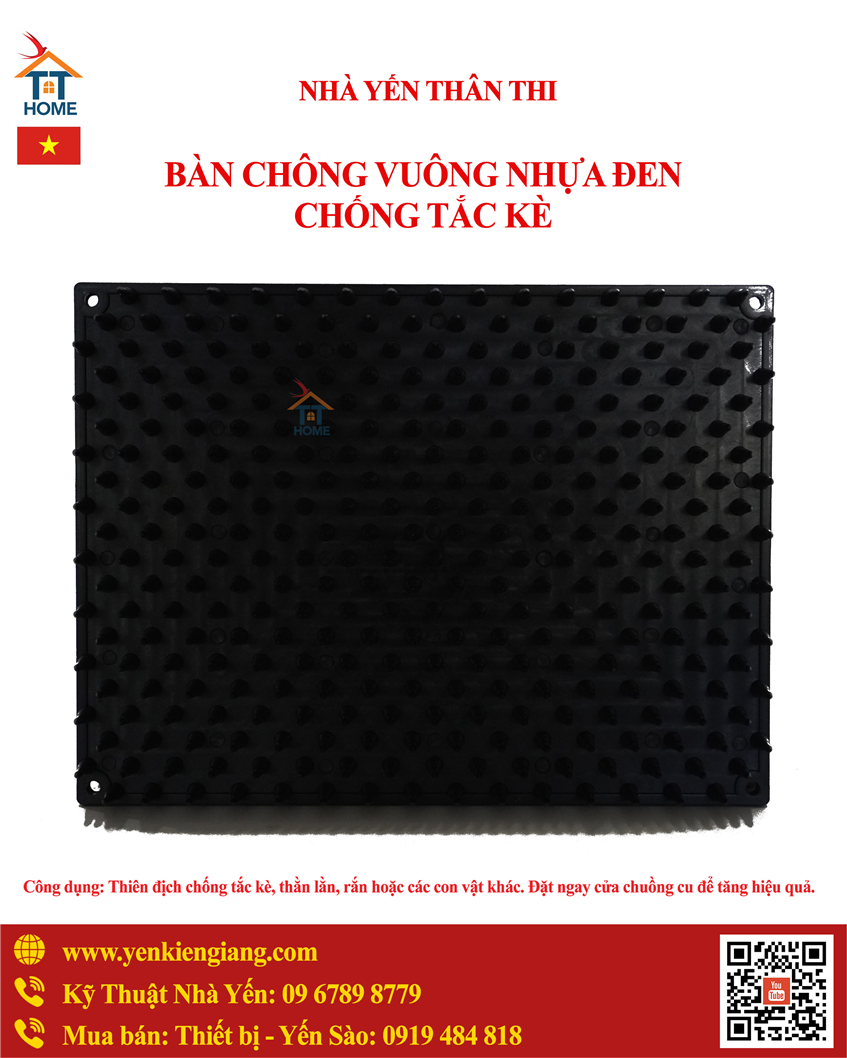 TT
HOME
NHÀ YẾN THÂN THI
BÀN CHÔNG VUÔNG NHỰA ĐEN
CHỐNG TẮC KÈ
TT
HOME
Công dụng: Thiên địch chống tắc kè, thằn lằn, rắn hoặc các con vật khác. Đặt ngay cửa chuồng cu để tăng hiệu quả.
www.yenkiengiang.com
Kỹ Thuật Nhà Yến: 09 6789 8779
Mua bán: Thiết bị - Yến Sào: 0919 484 818
You
Tube